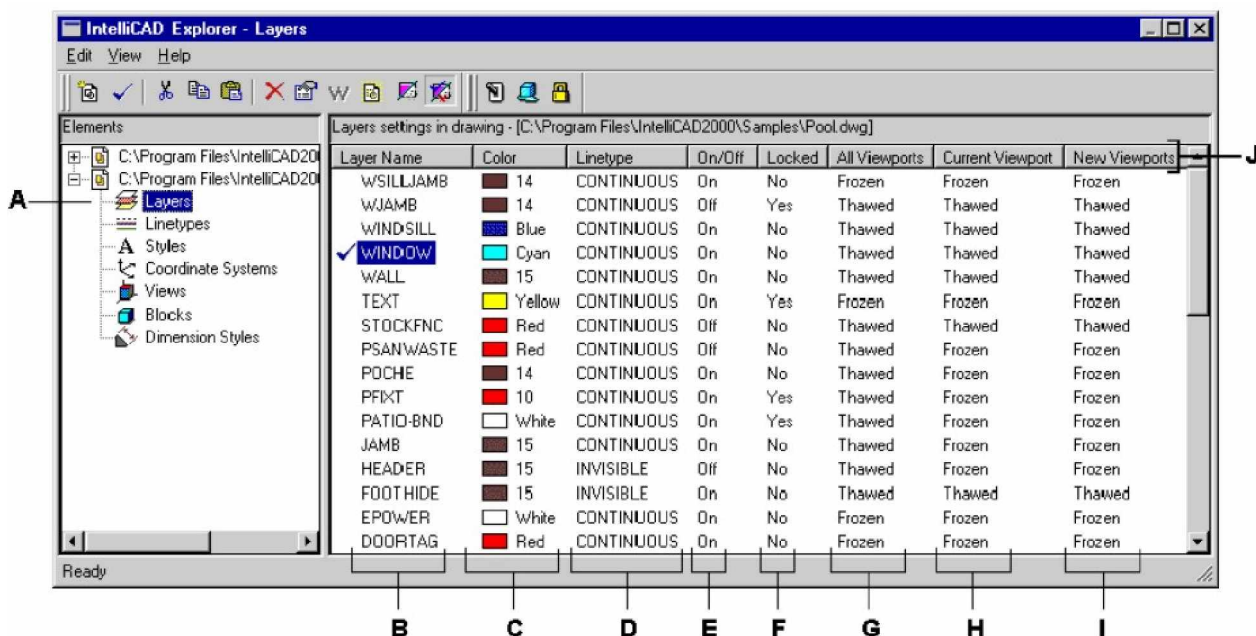 IntelliCAD Explorer - Layers
Edit View Help
Elements
Layers settings in drawing - [C:\Program Files\IntelliCAD2000\Samples\Pool.dwg]
C:\Program Files\IntelliCAD20
C:\Program Files\IntelliCAD20
Layers
Linetypes
Styles
Coordinate Systems
Views
Blocks
Dimension Styles
A
Layer Name Color Linetype On/Off Locked All Viewports Current Viewport New Viewports J
WSILLJAMB 14 CONTINUOUS On No Frozen Frozen Frozen
WJAMB 14 CONTINUOUS Off Yes Thawed Thawed Thawed
WINDSILL Blue CONTINUOUS On No Thawed Thawed Thawed
WINDOW Cyan CONTINUOUS On No Thawed Thawed Thawed
WALL 15 CONTINUOUS On No Thawed Thawed Thawed
TEXT Yellow CONTINUOUS On Yes Frozen Frozen Frozen
STOCKFNC Red CONTINUOUS Off No Thawed Thawed Thawed
PSANWASTE Red CONTINUOUS Off No Thawed Frozen Frozen
POCHE 14 CONTINUOUS On No Thawed Frozen Frozen
PFIXT 10 CONTINUOUS On Yes Thawed Frozen Frozen
PATIO-BND White CONTINUOUS On Yes Thawed Frozen Frozen
JAMB 15 CONTINUOUS On No Thawed Frozen Frozen
HEADER 15 INVISIBLE Off No Thawed Frozen Frozen
FOOTHIDE 15 INVISIBLE On No Thawed Thawed Thawed
EPOWER White CONTINUOUS On No Frozen Frozen Frozen
DOORTAG Red CONTINUOUS On No Frozen Frozen Frozen
Ready
B C D E F G H I